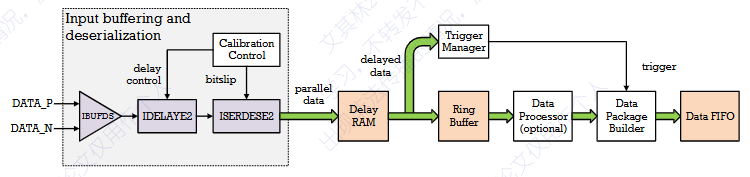 Input buffering and
deserialization
Calibration
Control
delay
control
bitslip
DATA_P
DATA_N
IBUFDS
IDELAYE2
ISERDESE2
parallel
data
Delay
RAM
delayed
data
Trigger
Manager
trigger
Ring
Buffer
Data
Processor
(optional)
Data
Package
Builder
Data FIFO